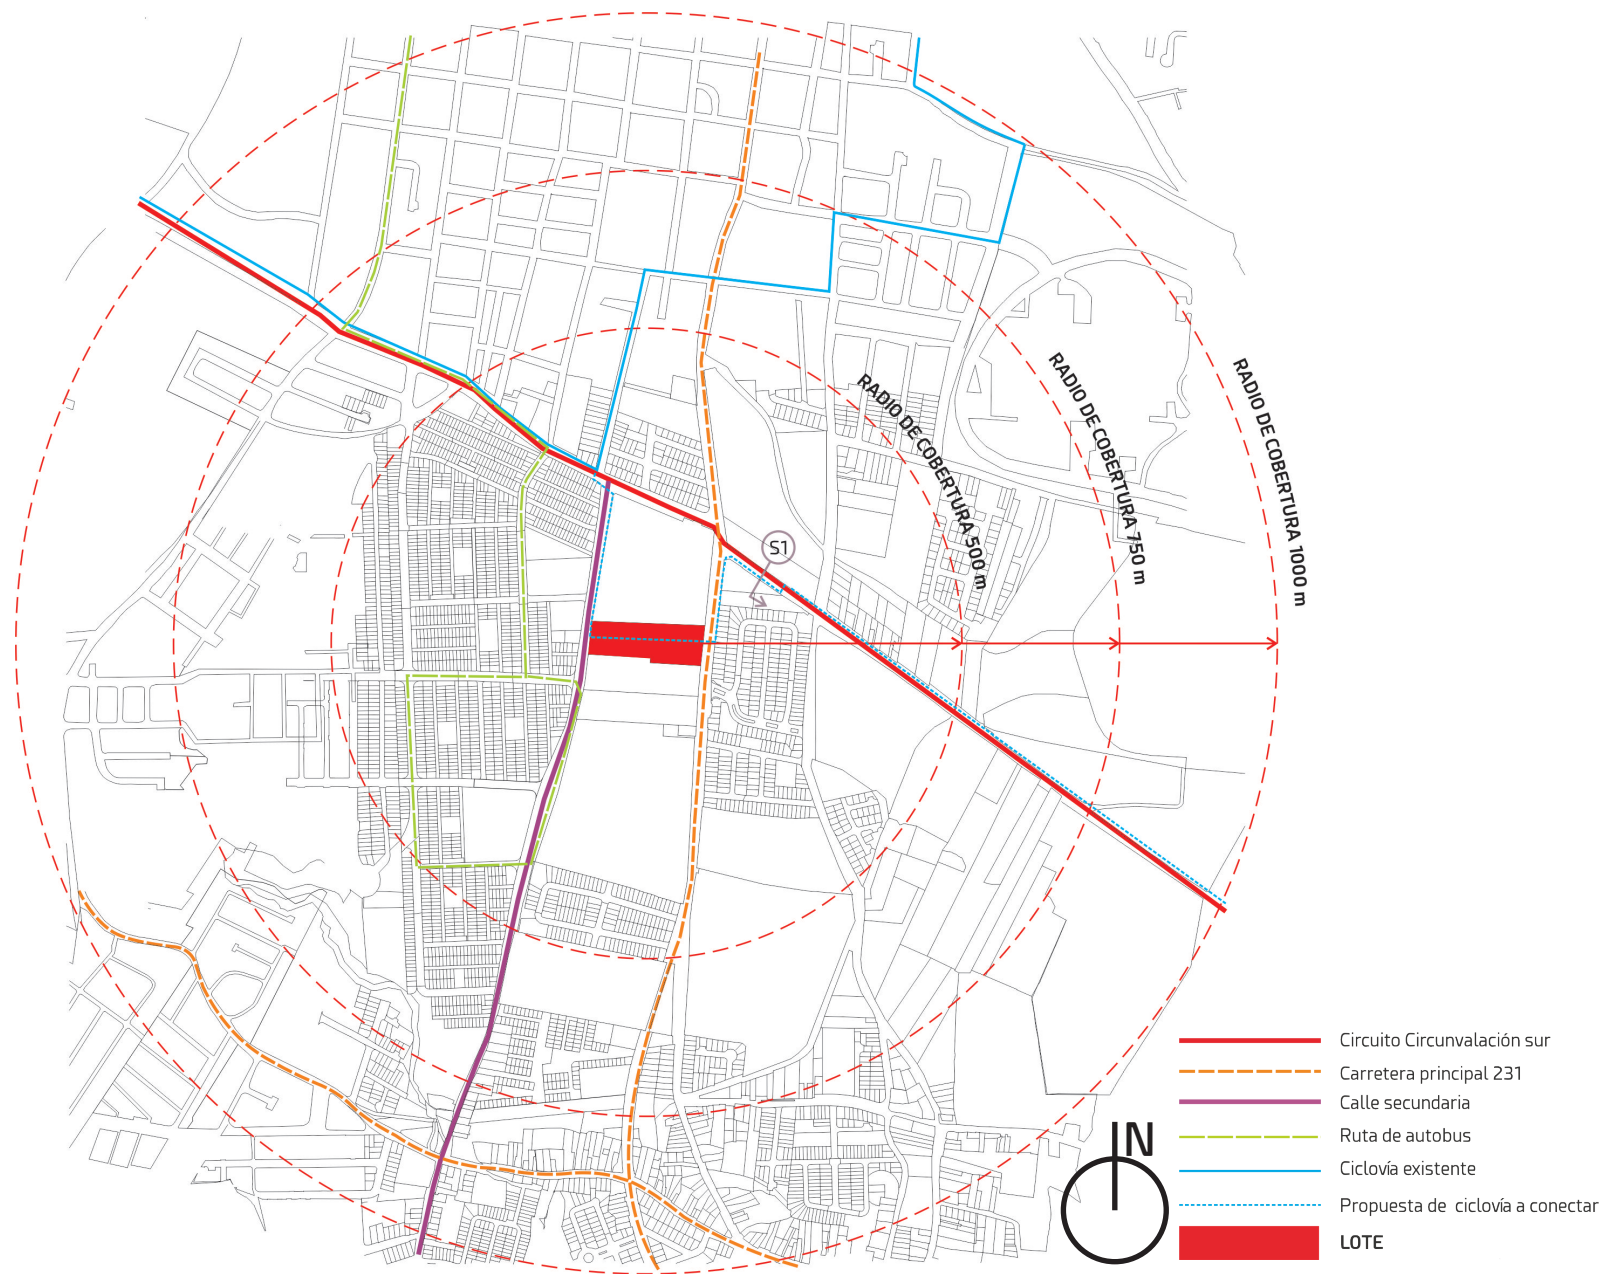 RADIO DE COBERTURA 500 m
RADIO DE COBERTURA 750 m
RADIO DE COBERTURA 1000 m
S1
Circuito Circunvalación sur
Carretera principal 231
Calle secundaria
Ruta de autobus
Ciclovía existente
Propuesta de ciclovía a conectar
LOTE
N